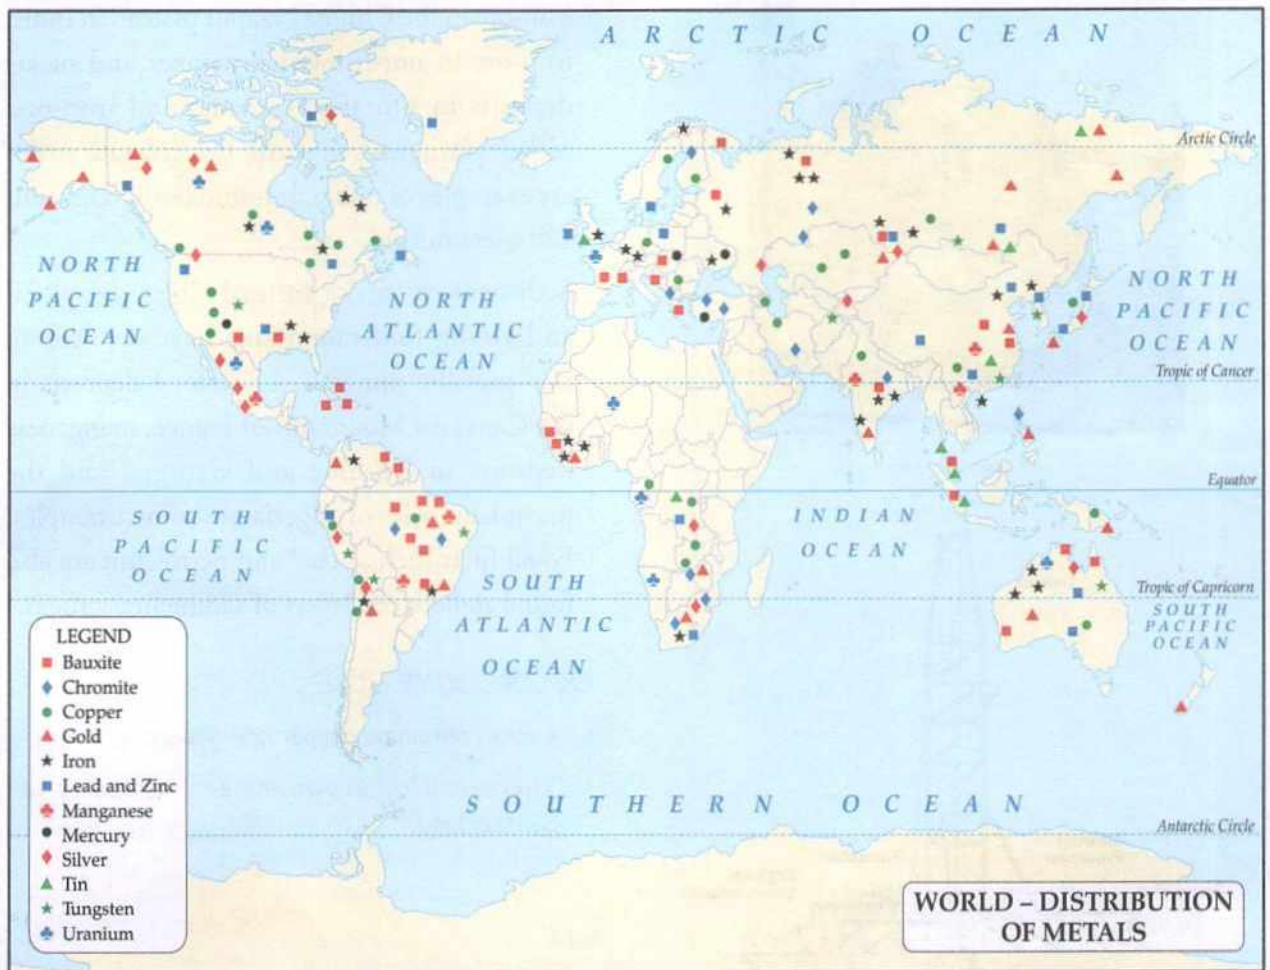 ARCTIC OCEAN
Arctic Circle
NORTH
PACIFIC
OCEAN
NORTH
ATLANTIC
OCEAN
NORTH
PACIFIC
OCEAN
Tropic of Cancer
Equator
SOUTH
PACIFIC
OCEAN
INDIAN
OCEAN
SOUTH
ATLANTIC
OCEAN
Tropic of Capricorn
SOUTH
PACIFIC
OCEAN
LEGEND
Bauxite
Chromite
Copper
Gold
Iron
Lead and Zinc
Manganese
Mercury
Silver
Tin
Tungsten
Uranium
SOUTHERN OCEAN
Antarctic Circle
WORLD – DISTRIBUTION
OF METALS